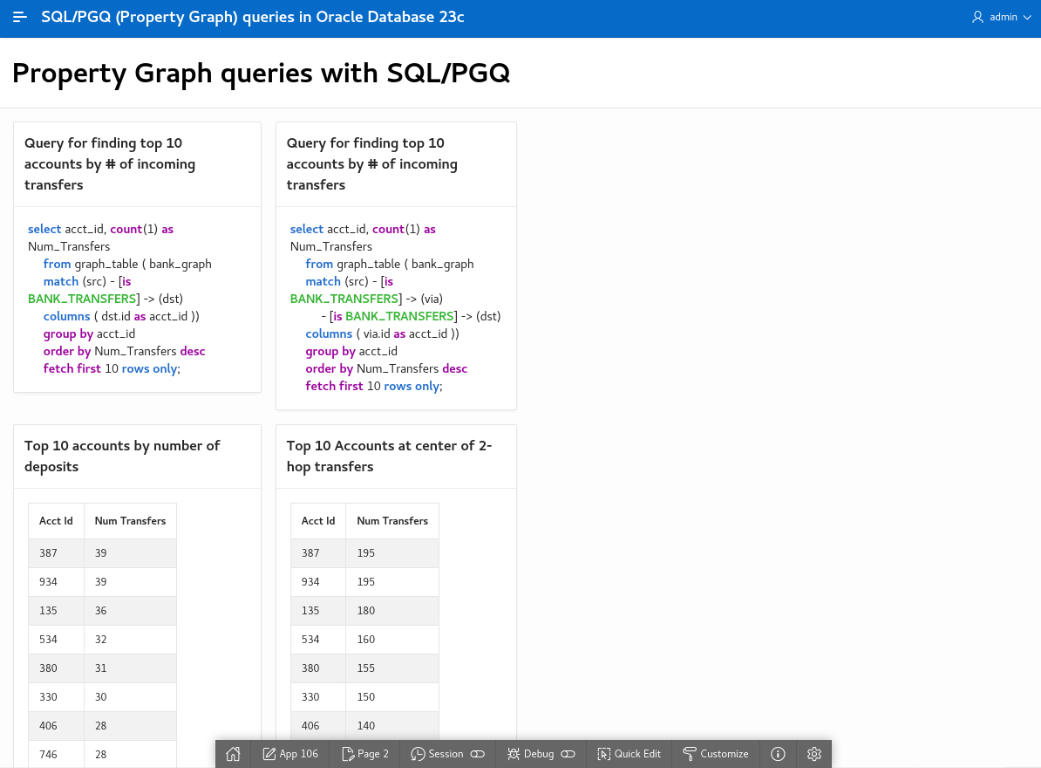 SQL/PGQ (Property Graph) queries in Oracle Database 23c
admin
Property Graph queries with SQL/PGQ
Query for finding top 10
accounts by # of incoming
transfers
select acct_id, count(1) as
Num_Transfers
from graph_table ( bank_graph
match (src) - [is
BANK_TRANSFERS] -> (dst)
columns ( dst.id as acct_id ))
group by acct_id
order by Num_Transfers desc
fetch first 10 rows only;
Query for finding top 10
accounts by # of incoming
transfers
select acct_id, count(1) as
Num_Transfers
from graph_table ( bank_graph
match (src) - [is
BANK_TRANSFERS] -> (via)
- [is BANK_TRANSFERS] -> (dst)
columns ( via.id as acct_id ))
group by acct_id
order by Num_Transfers desc
fetch first 10 rows only;
Top 10 accounts by number of
deposits
Acct Id Num Transfers
387 39
934 39
135 36
534 32
380 31
330 30
406 28
746 28
Top 10 Accounts at center of 2-
hop transfers
Acct Id Num Transfers
387 195
934 195
135 180
534 160
380 155
330 150
406 140
App 106 Page 2 Session Debug Quick Edit Customize